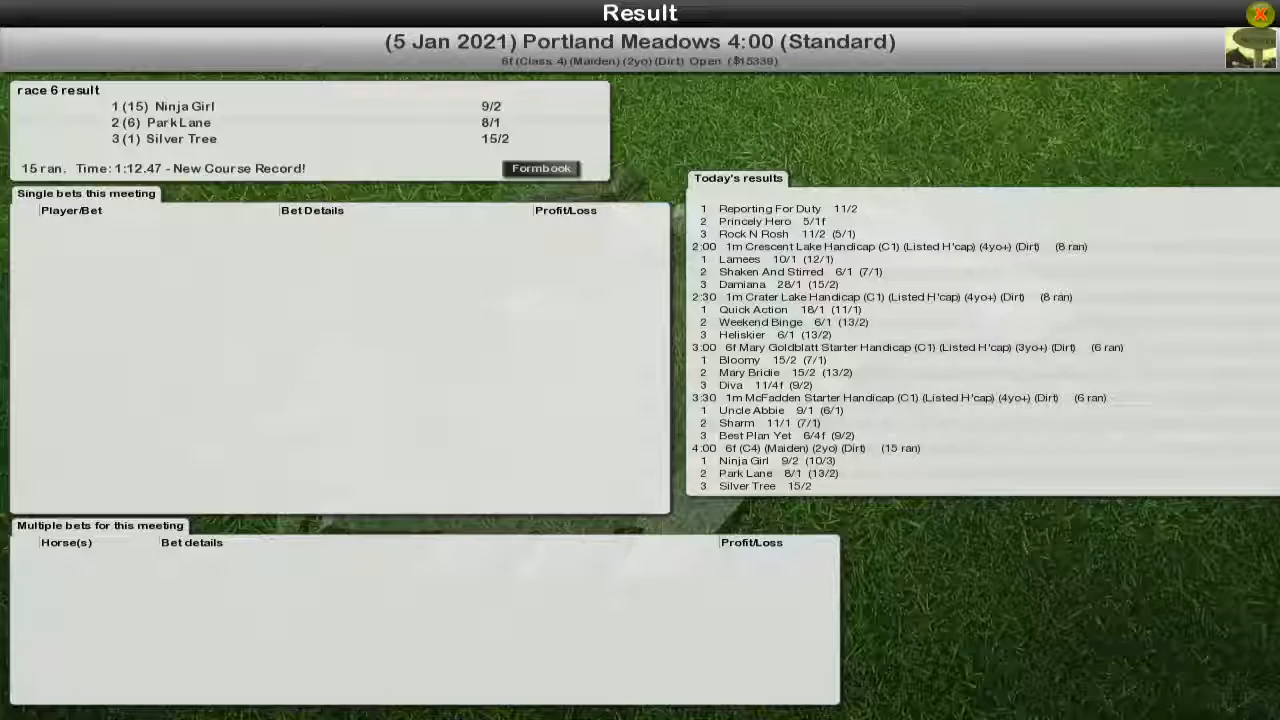 Result
(5 Jan 2021) Portland Meadows 4:00 (Standard)
6f (Class 4) (Maiden) (2yo) (Dirt) Open ($15339)
race 6 result
1 (15) Ninja Girl 9/2
2 (6) Park Lane 8/1
3 (1) Silver Tree 15/2
15 ran. Time: 1:12.47 - New Course Record!
Formbook
Single bets this meeting
Player/Bet Bet Details Profit/Loss
Today's results
1 Reporting For Duty 11/2
2 Princely Hero 5/1f
3 Rock N Rosh 11/2 (5/1)
2:00 1m Crescent Lake Handicap (C1) (Listed H'cap) (4yo+) (Dirt) (8 ran)
1 Lamees 10/1 (12/1)
2 Shaken And Stirred 6/1 (7/1)
3 Damiana 28/1 (15/2)
2:30 1m Crater Lake Handicap (C1) (Listed H'cap) (4yo+) (Dirt) (8 ran)
1 Quick Action 18/1 (11/1)
2 Weekend Binge 6/1 (13/2)
3 Heliskier 6/1 (13/2)
3:00 6f Mary Goldblatt Starter Handicap (C1) (Listed H'cap) (3yo+) (Dirt) (6 ran)
1 Bloomy 15/2 (7/1)
2 Mary Bridie 15/2 (13/2)
3 Diva 11/4f (9/2)
3:30 1m McFadden Starter Handicap (C1) (Listed H'cap) (4yo+) (Dirt) (6 ran)
1 Uncle Abbie 9/1 (6/1)
2 Sharm 11/1 (7/1)
3 Best Plan Yet 6/4f (9/2)
4:00 6f (C4) (Maiden) (2yo) (Dirt) (15 ran)
1 Ninja Girl 9/2 (10/3)
2 Park Lane 8/1 (13/2)
3 Silver Tree 15/2
Multiple bets for this meeting
Horse(s) Bet details Profit/Loss